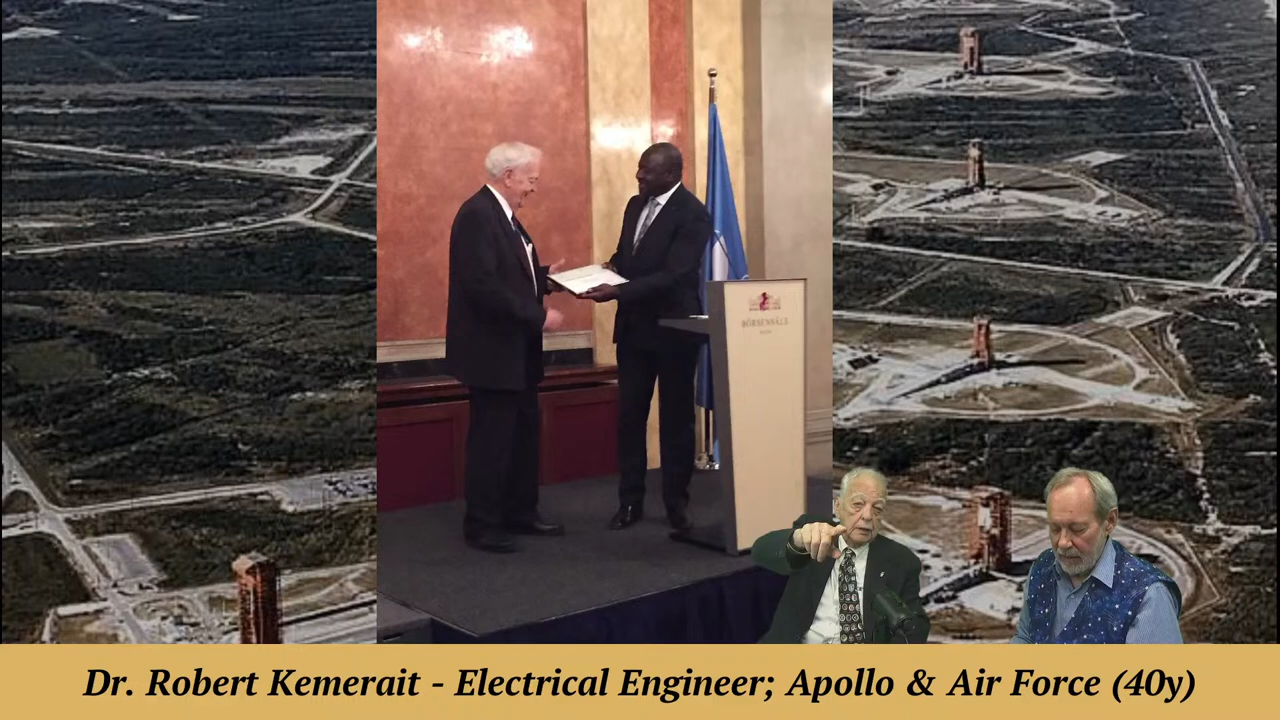 BÖRSENSÄLE
Dr. Robert Kemerait - Electrical Engineer; Apollo & Air Force (40y)